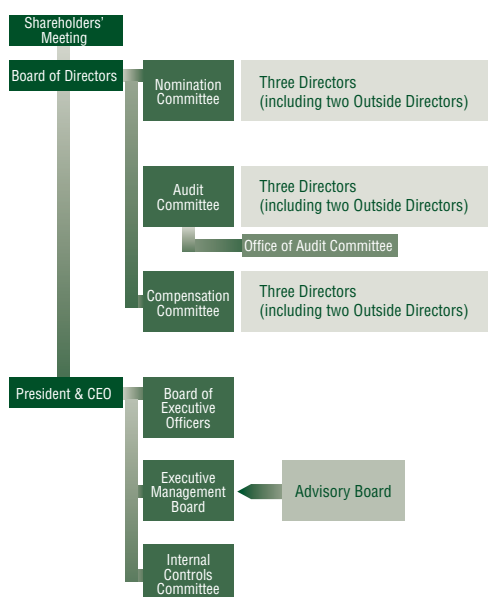 Shareholders'
Meeting
Board of Directors
Nomination
Committee
Three Directors
(including two Outside Directors)
Audit
Committee
Three Directors
(including two Outside Directors)
Office of Audit Committee
Compensation
Committee
Three Directors
(including two Outside Directors)
President & CEO
Board of
Executive
Officers
Executive
Management
Board
Advisory Board
Internal
Controls
Committee